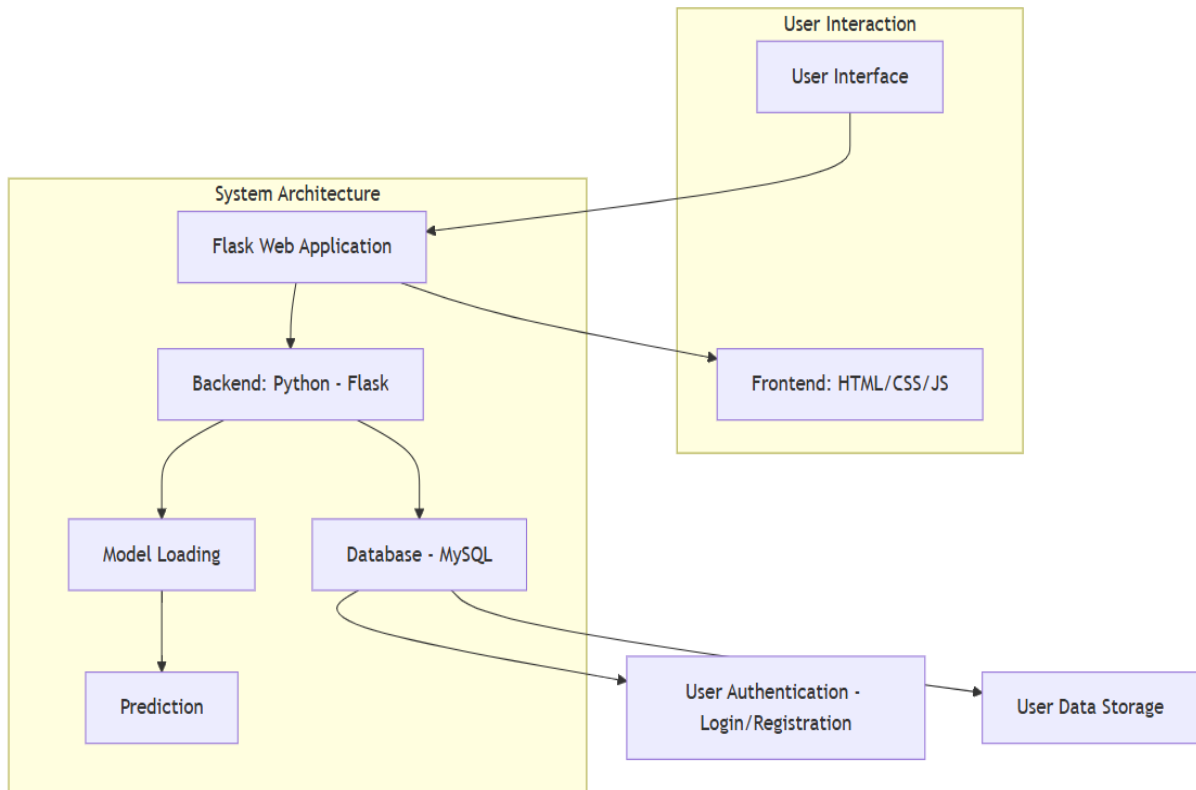 User Interaction
User Interface
System Architecture
Flask Web Application
Backend: Python - Flask
Frontend: HTML/CSS/JS
Model Loading
Database - MySQL
Prediction
User Authentication -
Login/Registration
User Data Storage